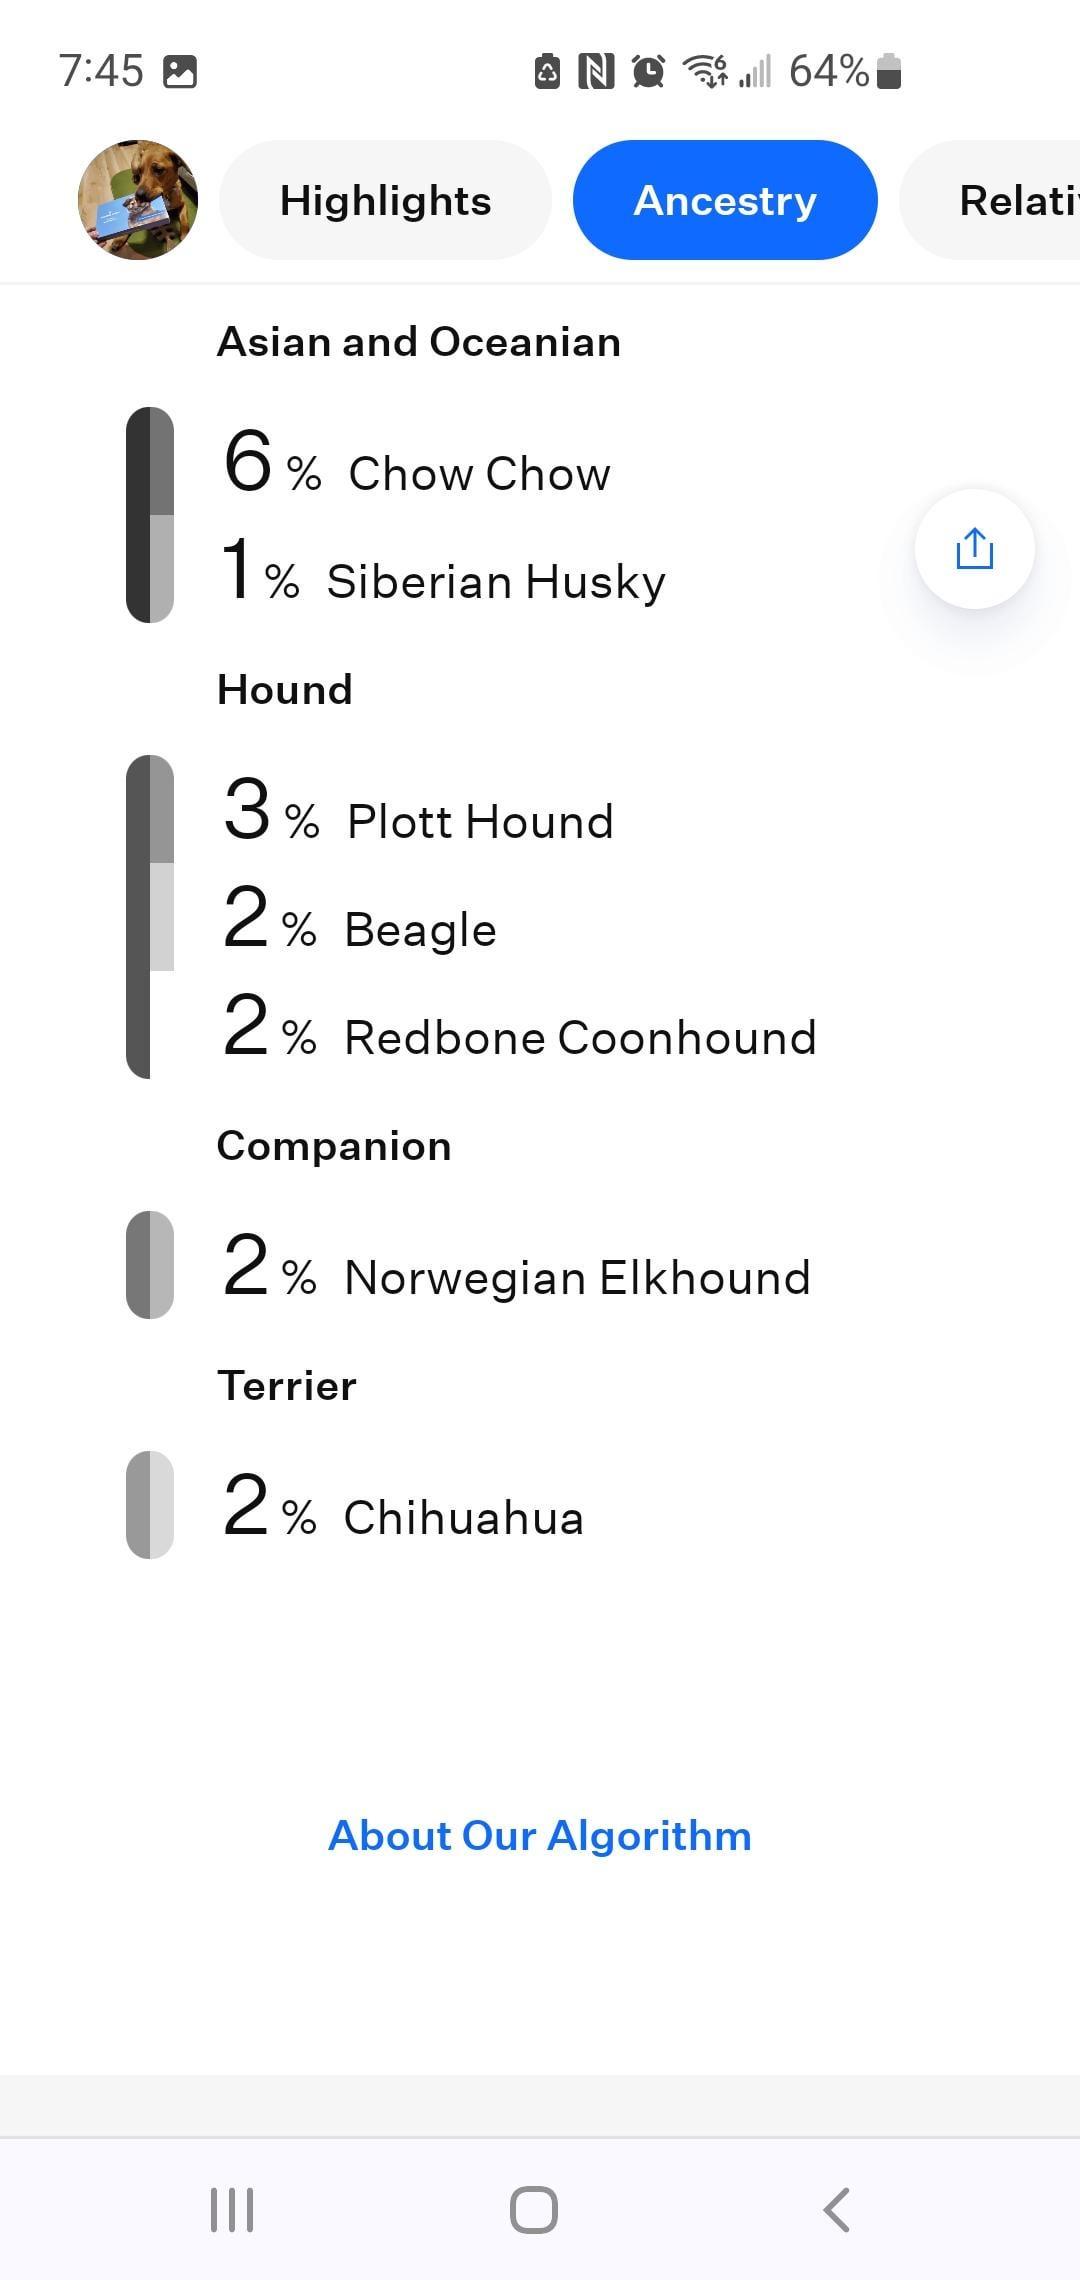 7:45 64%
Highlights Ancestry Relati
Asian and Oceanian
6% Chow Chow
1% Siberian Husky
Hound
3% Plott Hound
2% Beagle
2% Redbone Coonhound
Companion
2% Norwegian Elkhound
Terrier
2% Chihuahua
About Our Algorithm